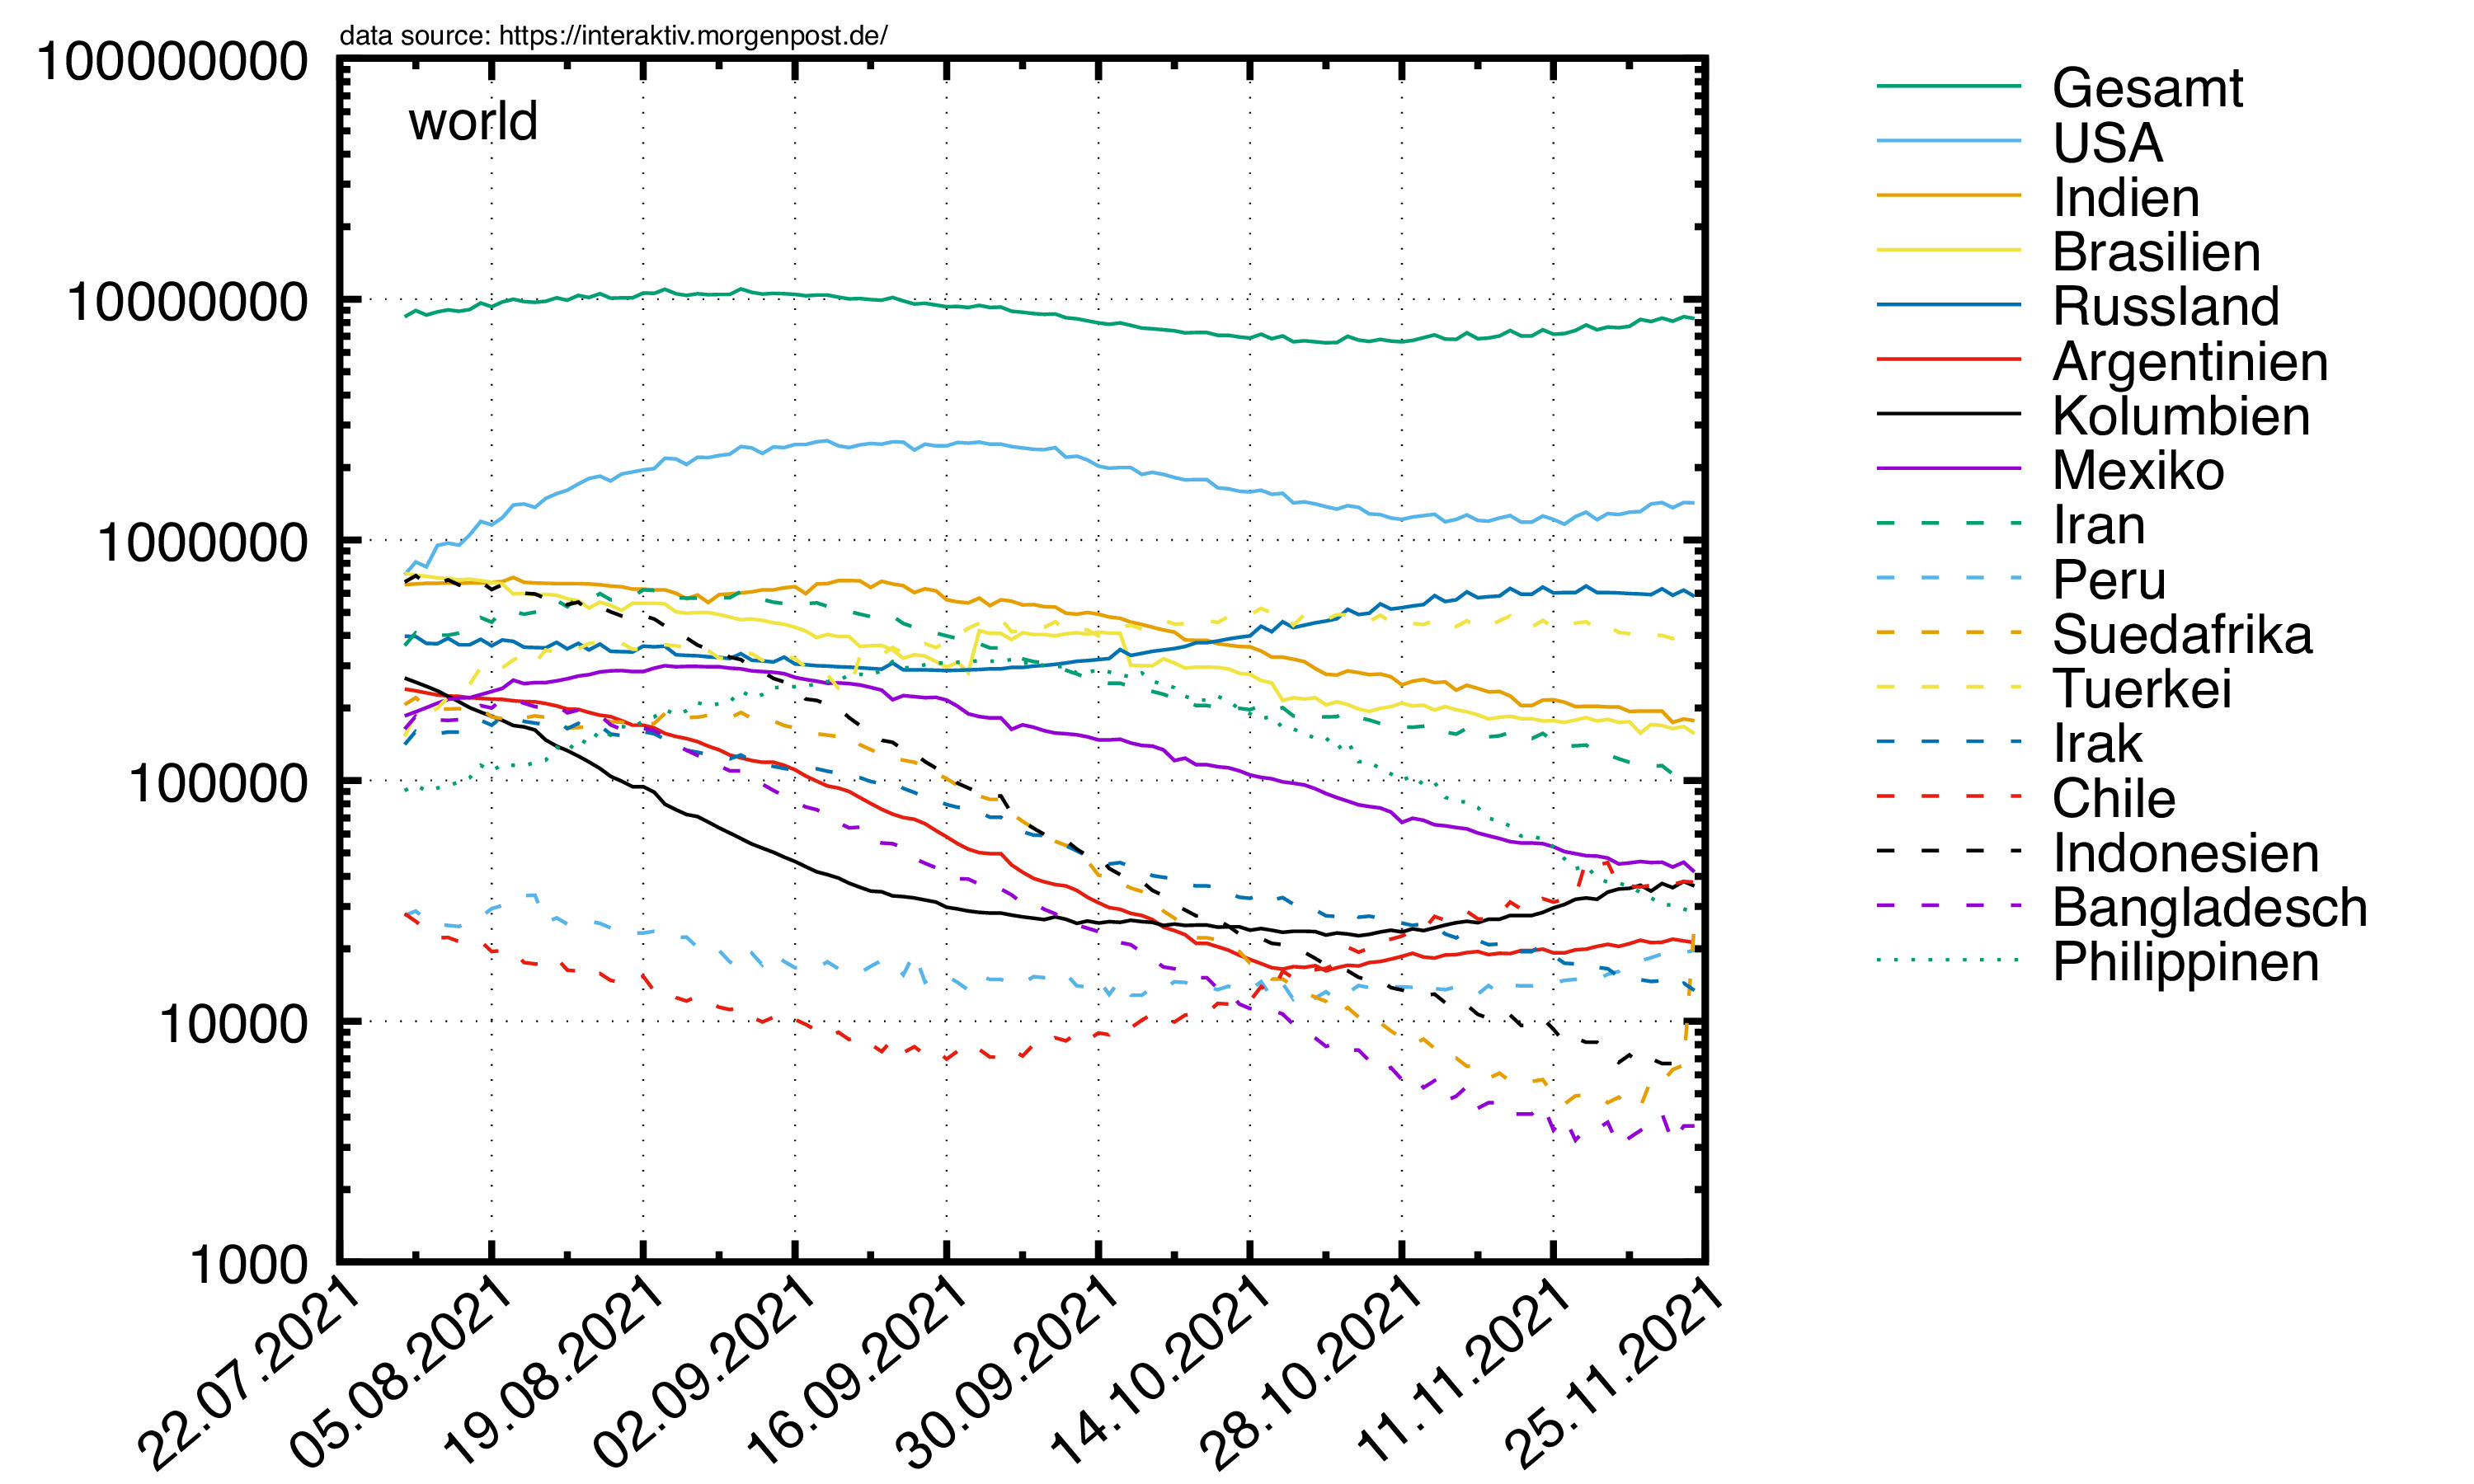 data source: https://interaktiv.morgenpost.de/
world
100000000
10000000
1000000
100000
10000
1000
22.07.2021
05.08.2021
19.08.2021
02.09.2021
16.09.2021
30.09.2021
14.10.2021
28.10.2021
11.11.2021
25.11.2021
Gesamt
USA
Indien
Brasilien
Russland
Argentinien
Kolumbien
Mexiko
Iran
Peru
Suedafrika
Tuerkei
Irak
Chile
Indonesien
Bangladesch
Philippinen